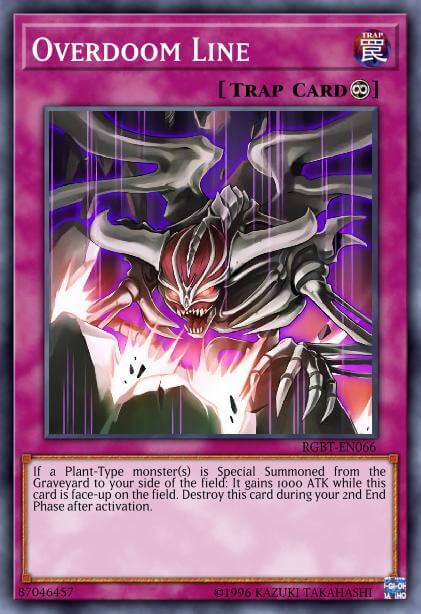 Overdoom Line
TRAP
罠
[Trap Card]
RGBT-EN066
If a Plant-Type monster(s) is Special Summoned from the
Graveyard to your side of the field: It gains 1000 ATK while this
card is face-up on the field. Destroy this card during your 2nd End
Phase after activation.
87046457
©1996 KAZUKI TAKAHASHI